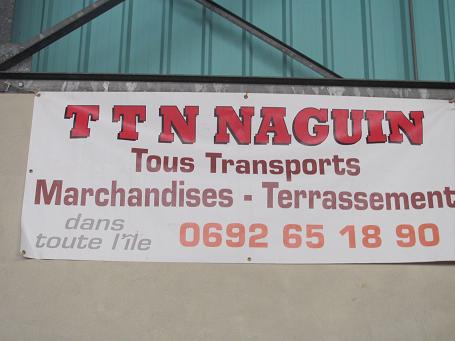 T T N NAGUIN
Tous Transports
Marchandises - Terrassement
dans
toute l'île 0692 65 18 90